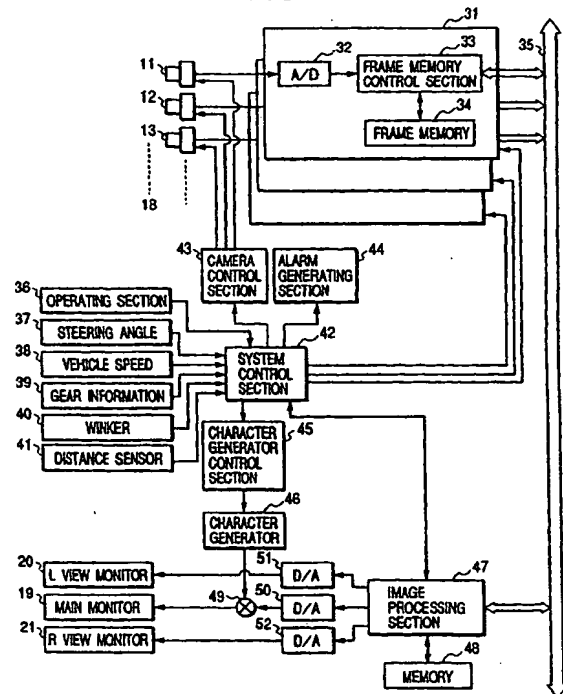 31
11
32
33
35
A/D
FRAME MEMORY
CONTROL SECTION
12
34
13
FRAME MEMORY
18
43
CAMERA
CONTROL
SECTION
44
ALARM
GENERATING
SECTION
36
OPERATING SECTION
37
STEERING ANGLE
38
VEHICLE SPEED
39
GEAR INFORMATION
40
WINKER
41
DISTANCE SENSOR
42
SYSTEM
CONTROL
SECTION
45
CHARACTER
GENERATOR
CONTROL
SECTION
46
CHARACTER
GENERATOR
20
L VIEW MONITOR
51
D/A
47
IMAGE
PROCESSING
SECTION
19
MAIN MONITOR
49
50
D/A
21
R VIEW MONITOR
52
D/A
48
MEMORY